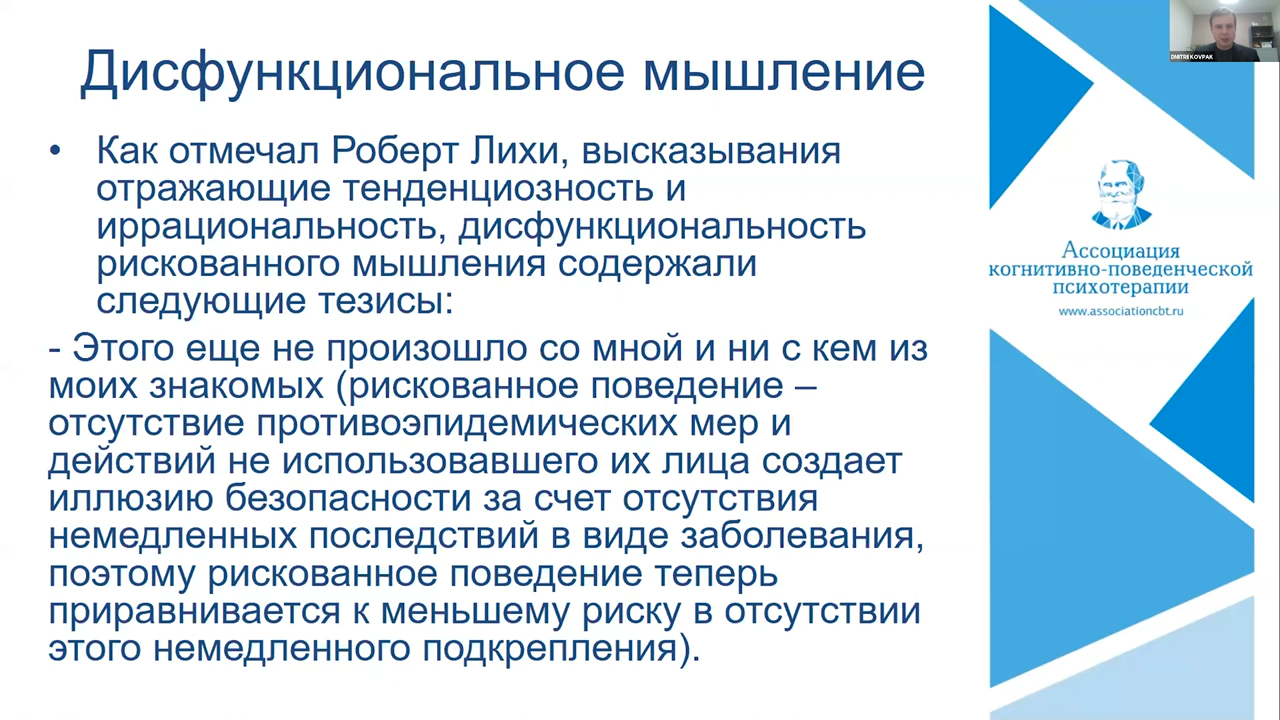 Дисфункциональное мышление
• Как отмечал Роберт Лихи, высказывания
отражающие тенденциозность и
иррациональность, дисфункциональность
рискованного мышления содержали
следующие тезисы:
- Этого еще не произошло со мной и ни с кем из
моих знакомых (рискованное поведение –
отсутствие противоэпидемических мер и
действий не использовавшего их лица создает
иллюзию безопасности за счет отсутствия
немедленных последствий в виде заболевания,
поэтому рискованное поведение теперь
приравнивается к меньшему риску в отсутствии
этого немедленного подкрепления).
DMITRI KOVPAK
Ассоциация
когнитивно-поведенческой
психотерапии
www.associationcbt.ru